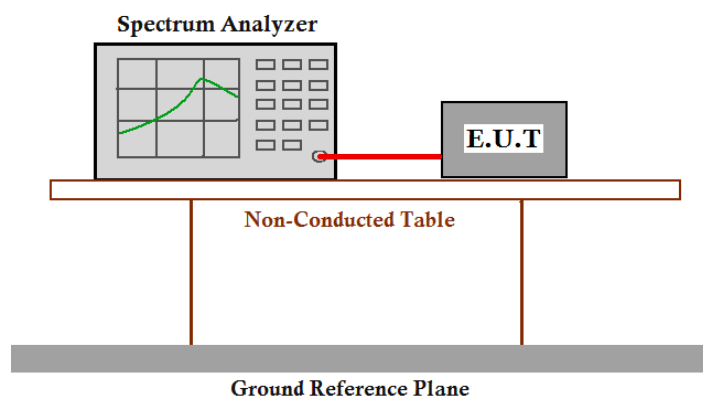 Spectrum Analyzer
E.U.T
Non-Conducted Table
Ground Reference Plane